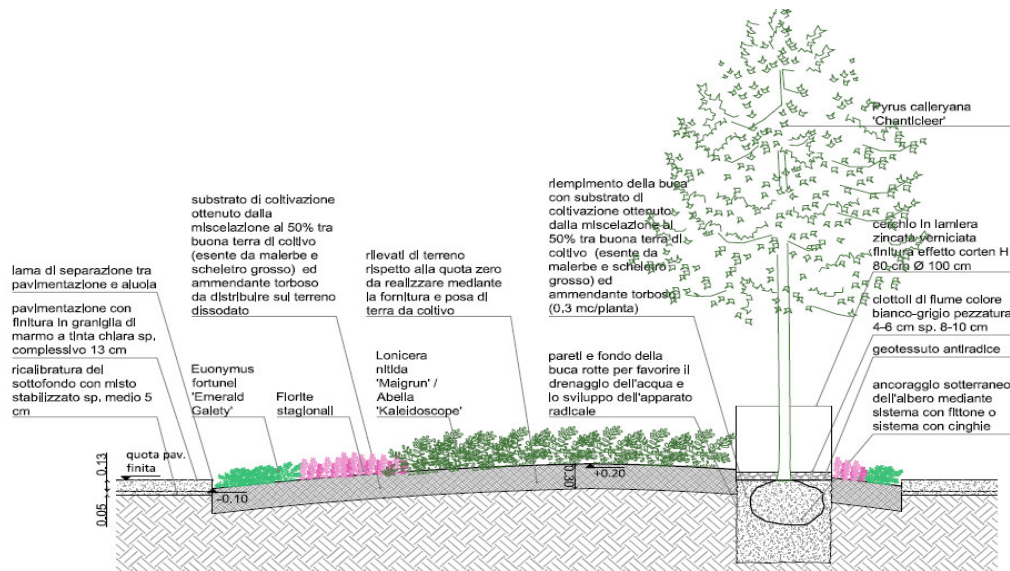 Pyrus calleryana
'Chanticleer'
substrato di coltivazione
ottenuto dalla
miscelazione al 50% tra
buona terra di coltivo
(esente da malerbe e
scheletro grosso) ed
ammendante torboso
da distribuire sul terreno
dissodato
riempimento della buca
con substrato di
coltivazione ottenuto
dalla miscelazione al
50% tra buona terra di
coltivo (esente da
malerbe e scheletro
grosso) ed
ammendante torboso
(0,3 mc/pianta)
cerchio in lamiera
zincata verniciata
finitura effetto corten H
80 cm Ø 100 cm
rilevati di terreno
rispetto alla quota zero
da realizzare mediante
la fornitura e posa di
terra da coltivo
lama di separazione tra
pavimentazione e aiuola
pavimentazione con
finitura in graniglia di
marmo a tinta chiara sp.
complessivo 13 cm
ricalibratura del
sottofondo con misto
stabilizzato sp. medio 5
cm
ciottoli di fiume colore
bianco-grigio pezzatura
4-6 cm sp. 8-10 cm
geotessuto antiradice
Euonymus
fortunei
'Emerald
Gaiety'
Fiorite
stagionali
Lonicera
nitida
'Maigrun' /
Abelia
'Kaleidoscope'
pareti e fondo della
buca rotte per favorire il
drenaggio dell'acqua e
lo sviluppo dell'apparato
radicale
ancoraggio sotterraneo
dell'albero mediante
sistema con fittone o
sistema con cinghie
quota pav.
finita
0.13
0.05
-0.10
0.30
+0.20